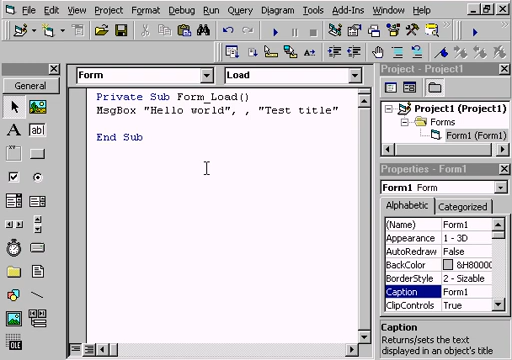 File Edit View Project Format Debug Run Query Diagram Tools Add-Ins Window Help
General
Form
Load
Private Sub Form_Load()
MsgBox "Hello world", , "Test title"
End Sub
Project - Project1
Project1 (Project1)
Forms
Form1 (Form1)
Properties - Form1
Form1 Form
Alphabetic Categorized
(Name) Form1
Appearance 1 - 3D
AutoRedraw False
BackColor &H80000
BorderStyle 2 - Sizable
Caption Form1
ClipControls True
Caption
Returns/sets the text
displayed in an object's title
A
ab
xy
OLE